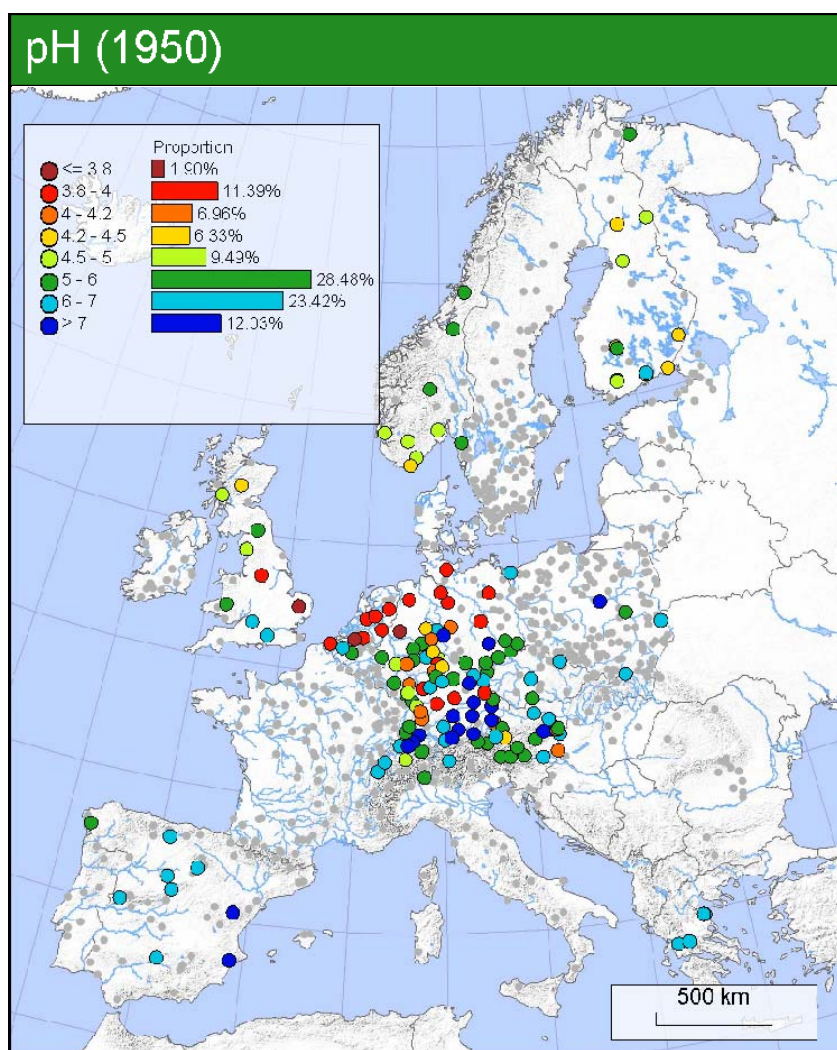 pH (1950)
Proportion
<= 3.8 1.90%
3.8 - 4 11.39%
4 - 4.2 6.96%
4.2 - 4.5 6.33%
4.5 - 5 9.49%
5 - 6 28.48%
6 - 7 23.42%
> 7 12.03%
500 km